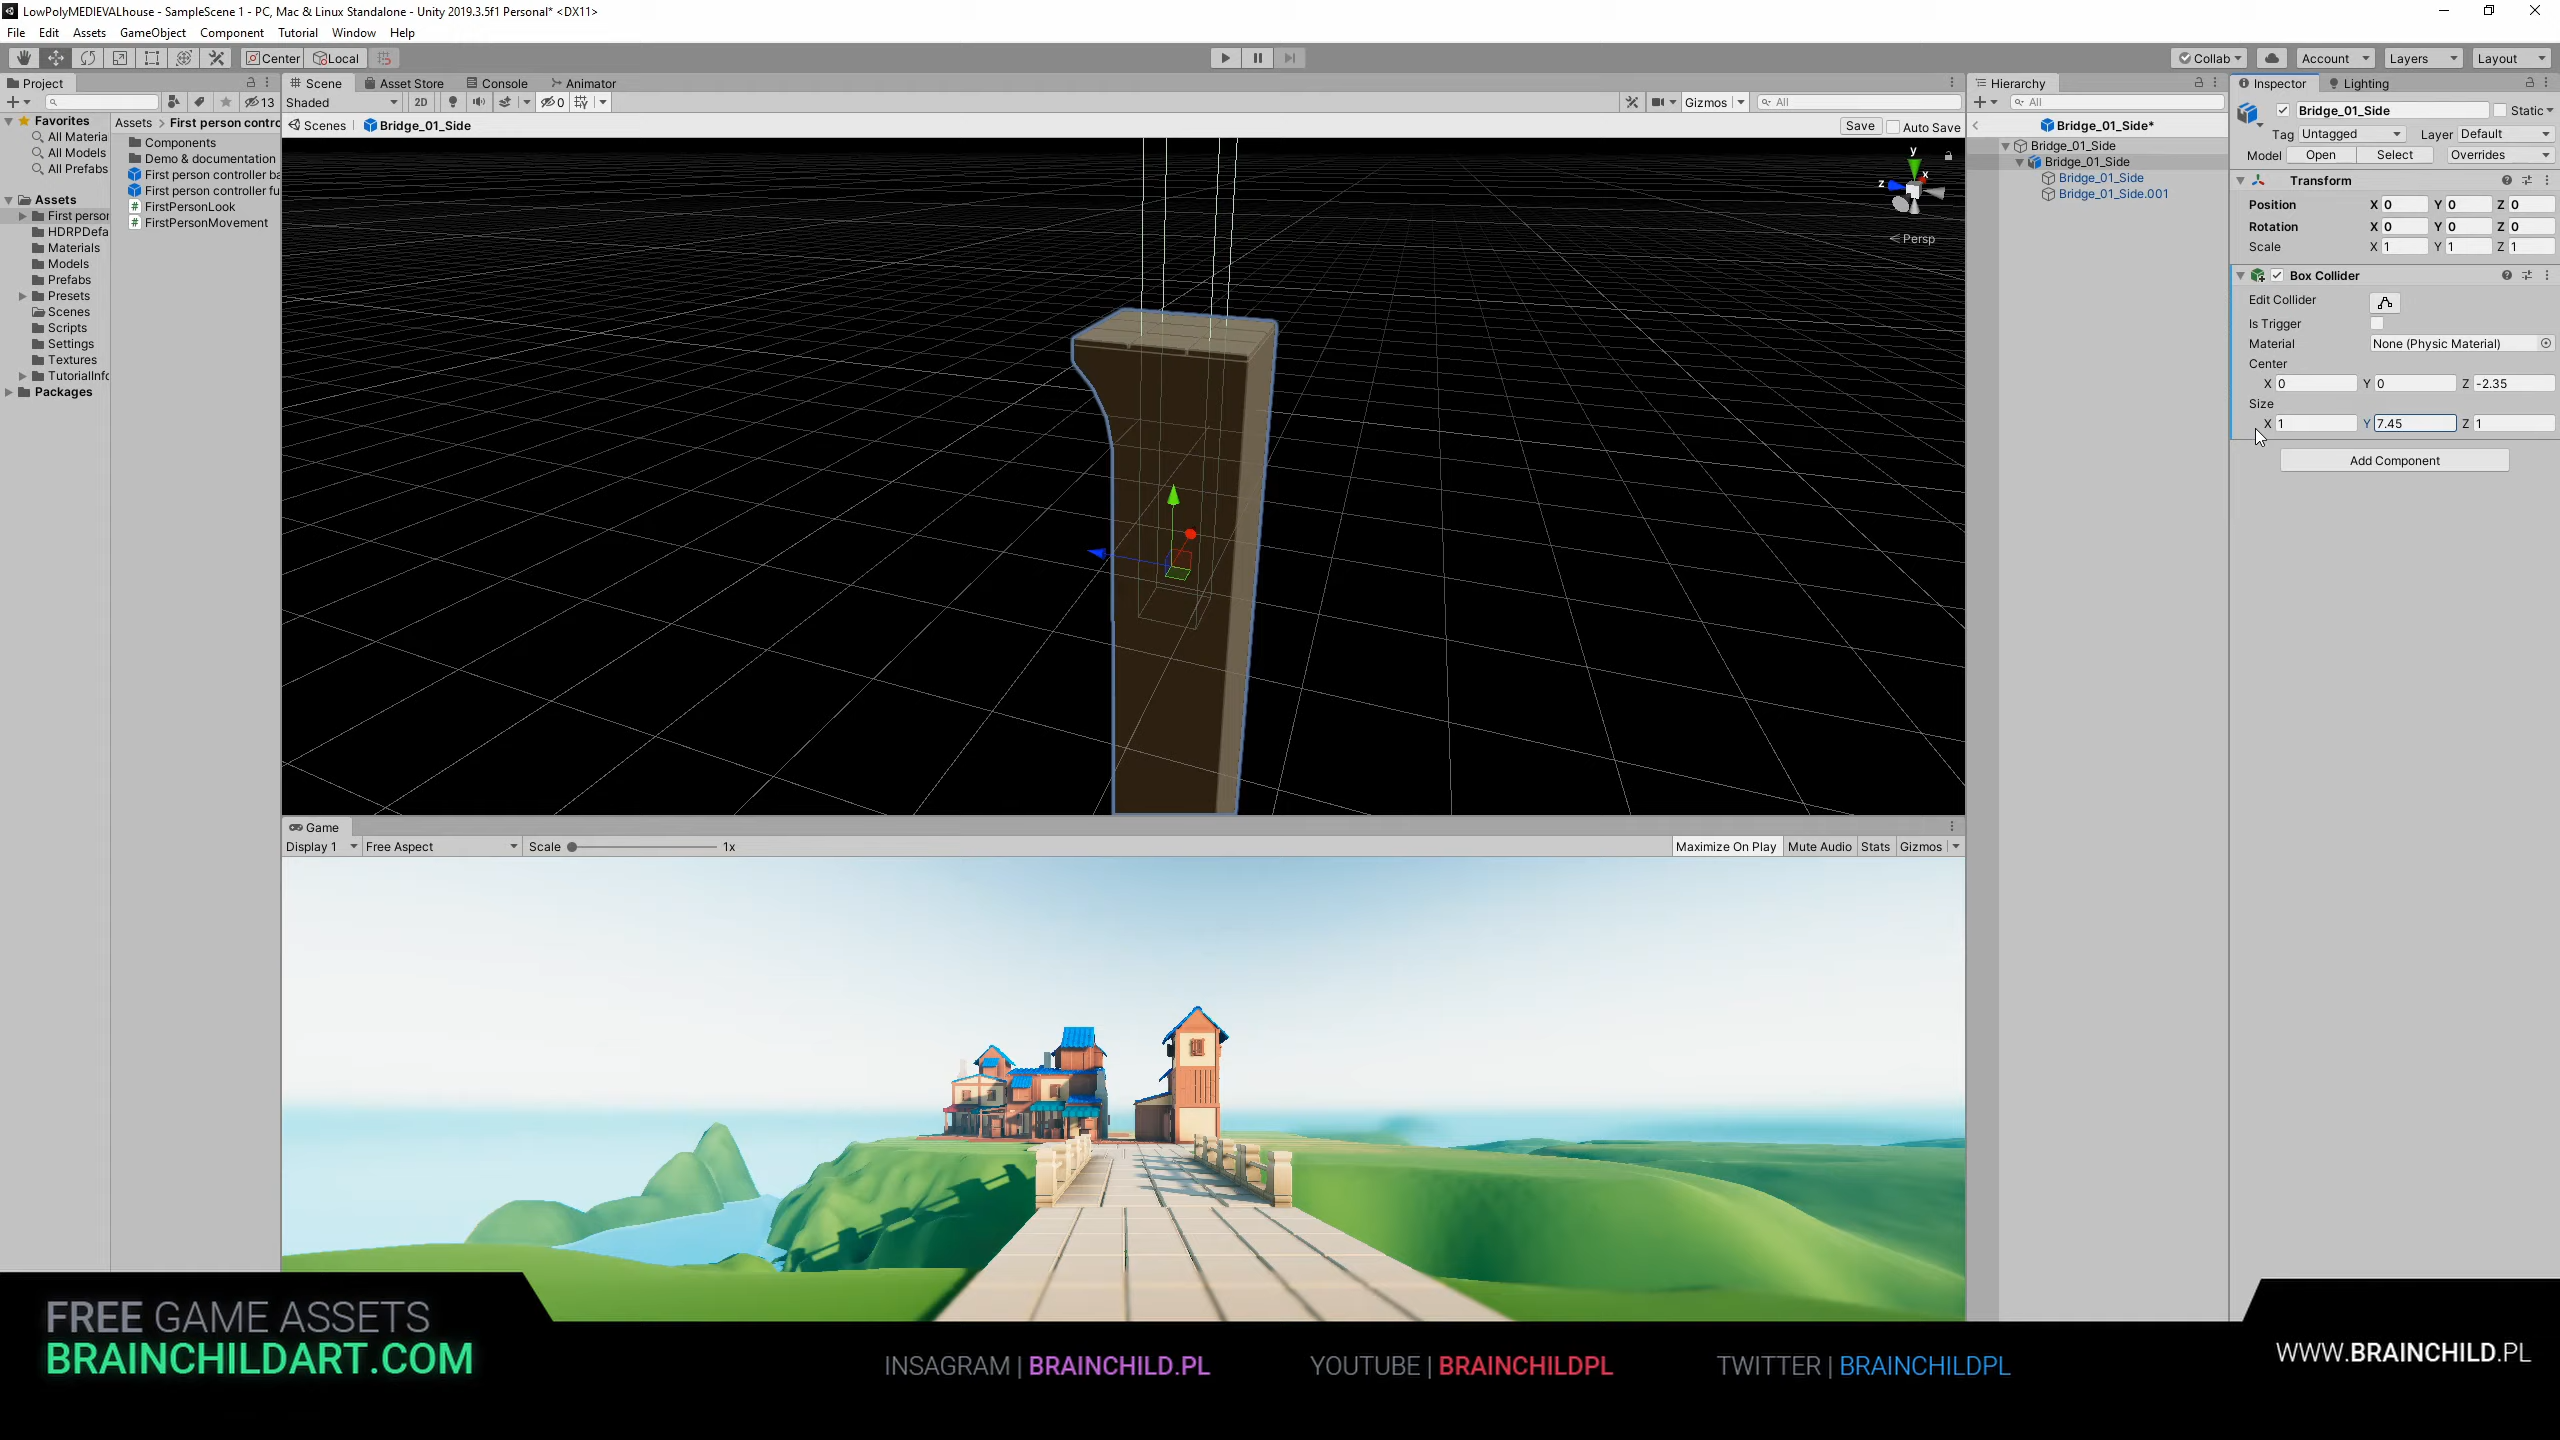 LowPolyMEDIEVALhouse - SampleScene 1 - PC, Mac & Linux Standalone - Unity 2019.3.5f1 Personal* <DX11>
File Edit Assets GameObject Component Tutorial Window Help
Center Local Collab Account Layers Layout
Project
13
Favorites
All Materia
All Models
All Prefabs
Assets
First person
HDRPDefa
Materials
Models
Prefabs
Presets
Scenes
Scripts
Settings
Textures
TutorialInfo
Packages
Assets > First person contro
Components
Demo & documentation
First person controller ba
First person controller fu
FirstPersonLook
FirstPersonMovement
Scene Asset Store Console Animator
Shaded 2D 0 Gizmos All
Scenes Bridge_01_Side Save Auto Save
y
x
z
Persp
Game
Display 1 Free Aspect Scale 1x Maximize On Play Mute Audio Stats Gizmos
Hierarchy
All
Bridge_01_Side*
Bridge_01_Side
Bridge_01_Side
Bridge_01_Side
Bridge_01_Side.001
Inspector Lighting
Bridge_01_Side Static
Tag Untagged Layer Default
Model Open Select Overrides
Transform
Position X 0 Y 0 Z 0
Rotation X 0 Y 0 Z 0
Scale X 1 Y 1 Z 1
Box Collider
Edit Collider
Is Trigger
Material None (Physic Material)
Center
X 0 Y 0 Z -2.35
Size
X 1 Y 7.45 Z 1
Add Component
FREE GAME ASSETS
BRAINCHILDART.COM
INSAGRAM | BRAINCHILD.PL
YOUTUBE | BRAINCHILDPL
TWITTER | BRAINCHILDPL
WWW.BRAINCHILD.PL